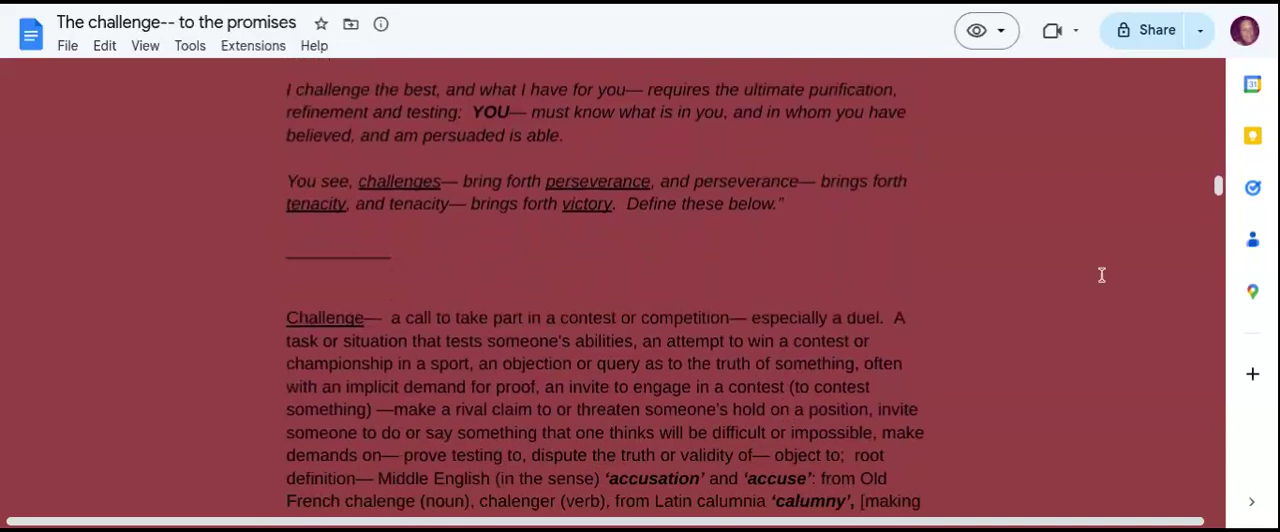 The challenge-- to the promises
File Edit View Tools Extensions Help
Share
31
I challenge the best, and what I have for you— requires the ultimate purification,
refinement and testing; YOU— must know what is in you, and in whom you have
believed, and am persuaded is able.
You see, challenges— bring forth perseverance, and perseverance— brings forth
tenacity, and tenacity— brings forth victory. Define these below.”
Challenge— a call to take part in a contest or competition— especially a duel. A
task or situation that tests someone's abilities, an attempt to win a contest or
championship in a sport, an objection or query as to the truth of something, often
with an implicit demand for proof, an invite to engage in a contest (to contest
something) —make a rival claim to or threaten someone's hold on a position, invite
someone to do or say something that one thinks will be difficult or impossible, make
demands on— prove testing to, dispute the truth or validity of— object to; root
definition— Middle English (in the sense) ‘accusation’ and ‘accuse’: from Old
French chalenge (noun), chalenger (verb), from Latin calumnia ‘calumny’, [making